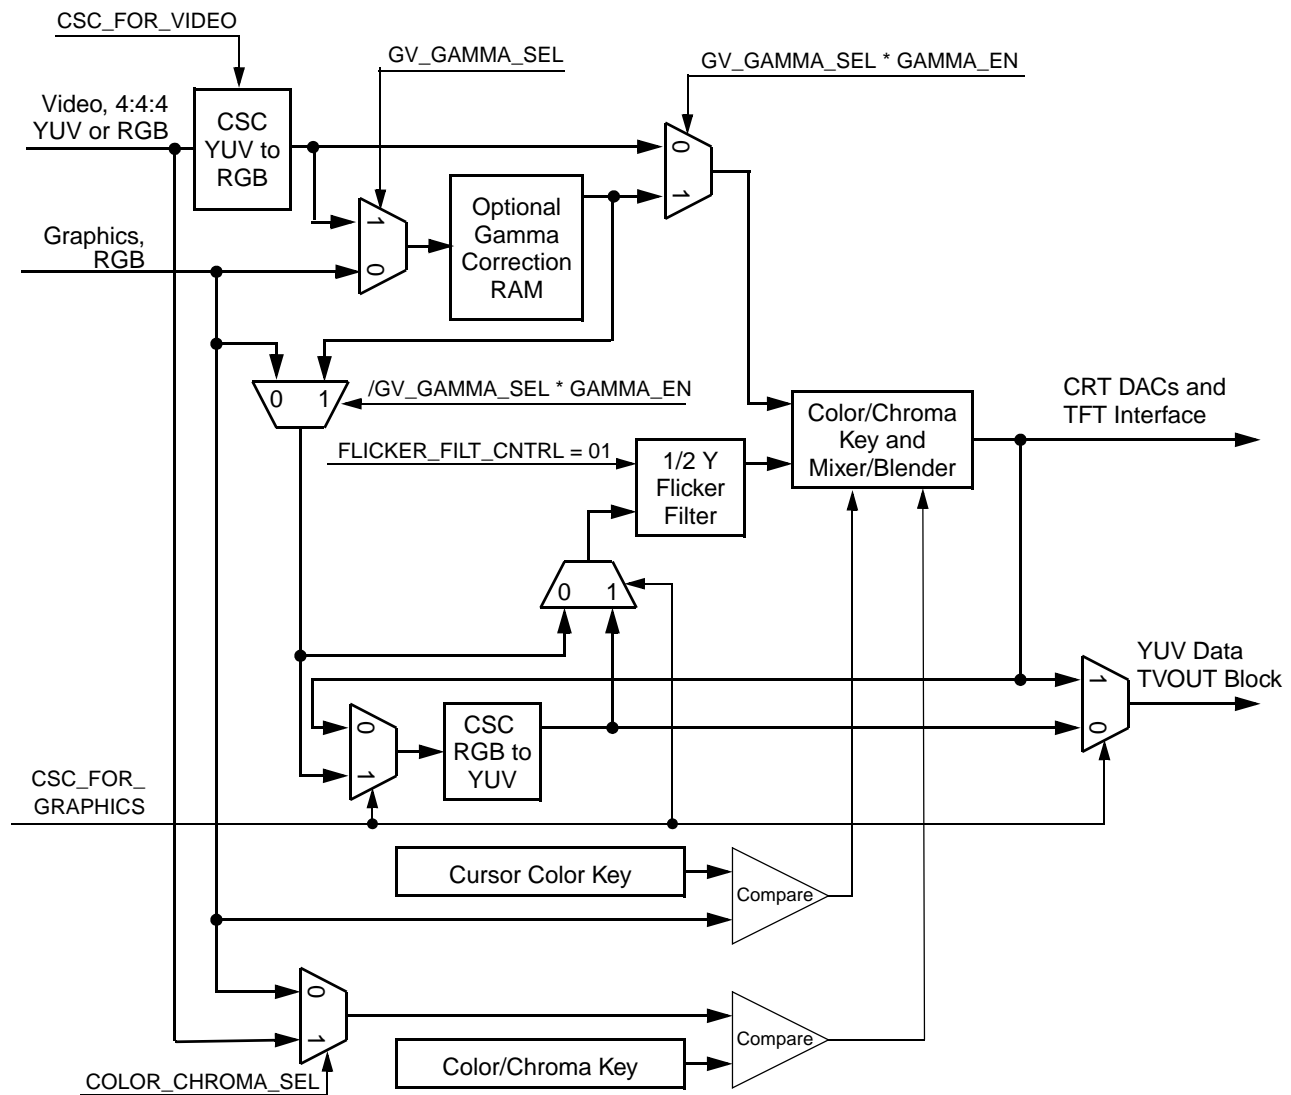 CSC_FOR_VIDEO
GV_GAMMA_SEL
GV_GAMMA_SEL * GAMMA_EN
Video, 4:4:4
YUV or RGB
CSC
YUV to
RGB
0
1
1
0
Optional
Gamma
Correction
RAM
Graphics,
RGB
0
1
/GV_GAMMA_SEL * GAMMA_EN
Color/Chroma
Key and
Mixer/Blender
CRT DACs and
TFT Interface
FLICKER_FILT_CNTRL = 01
1/2 Y
Flicker
Filter
0
1
YUV Data
TVOUT Block
1
0
0
1
CSC
RGB to
YUV
CSC_FOR_
GRAPHICS
Cursor Color Key
Compare
0
1
Compare
Color/Chroma Key
COLOR_CHROMA_SEL